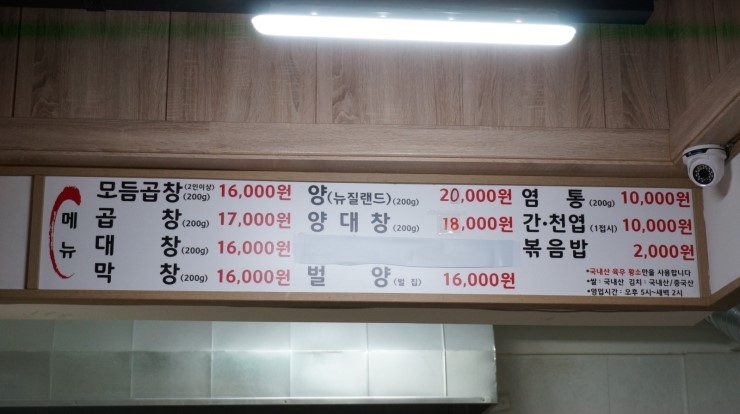 메뉴
모듬곱창(2인이상)(200g) 16,000원
곱창(200g) 17,000원
대창(200g) 16,000원
막창(200g) 16,000원
양(뉴질랜드)(200g) 20,000원
양대창(200g) 18,000원
벌양(벌집) 16,000원
염통(200g) 10,000원
간·천엽(1접시) 10,000원
볶음밥 2,000원
•국내산 육우 황소만을 사용합니다
•쌀 : 국내산 김치 : 국내산/중국산
•영업시간 : 오후 5시~새벽 2시